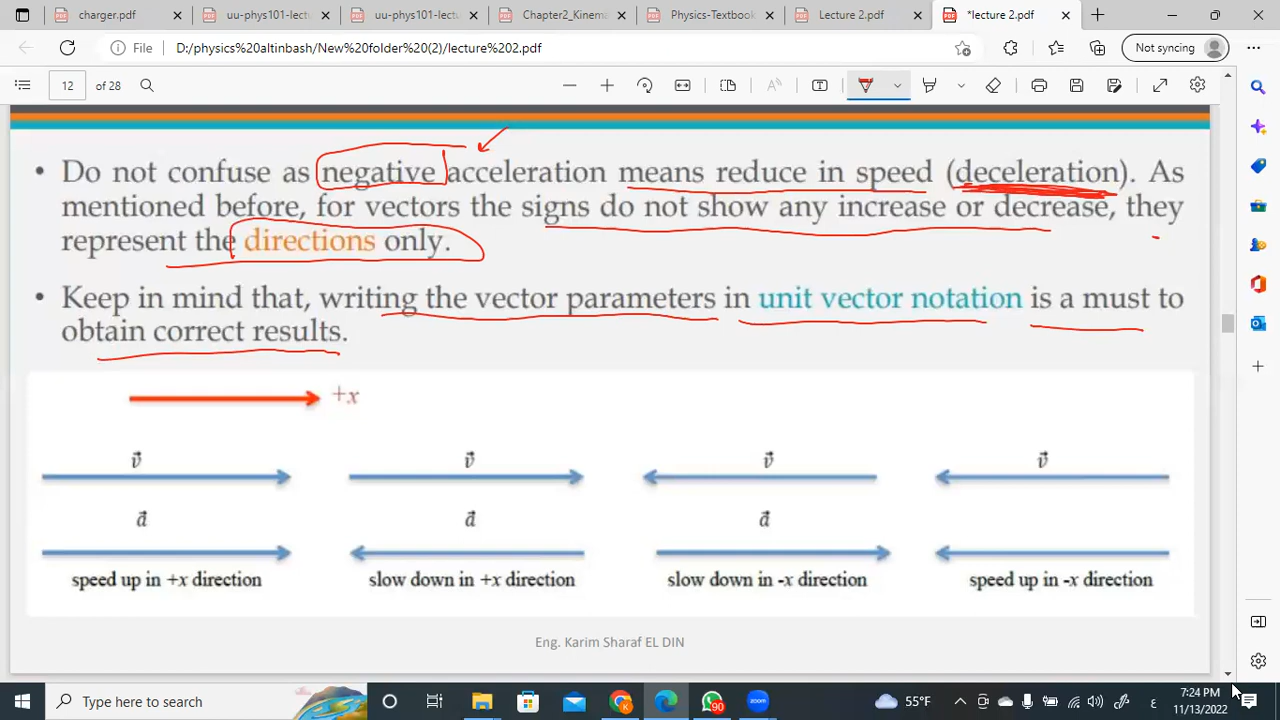 charger.pdf
uu-phys101-lect
uu-phys101-lect
Chapter2_Kinema
Physics-Textbook
Lecture 2.pdf
*lecture 2.pdf
File D:/physics%20altinbash/New%20folder%20(2)/lecture%202.pdf
Not syncing
12 of 28
• Do not confuse as negative acceleration means reduce in speed (deceleration). As
mentioned before, for vectors the signs do not show any increase or decrease, they
represent the directions only.
• Keep in mind that, writing the vector parameters in unit vector notation is a must to
obtain correct results.
+x
v⃗ v⃗ v⃗ v⃗
a⃗ a⃗ a⃗
speed up in +x direction slow down in +x direction slow down in -x direction speed up in -x direction
Eng. Karim Sharaf EL DIN
Type here to search
90
zoom
55°F
ع
7:24 PM
11/13/2022